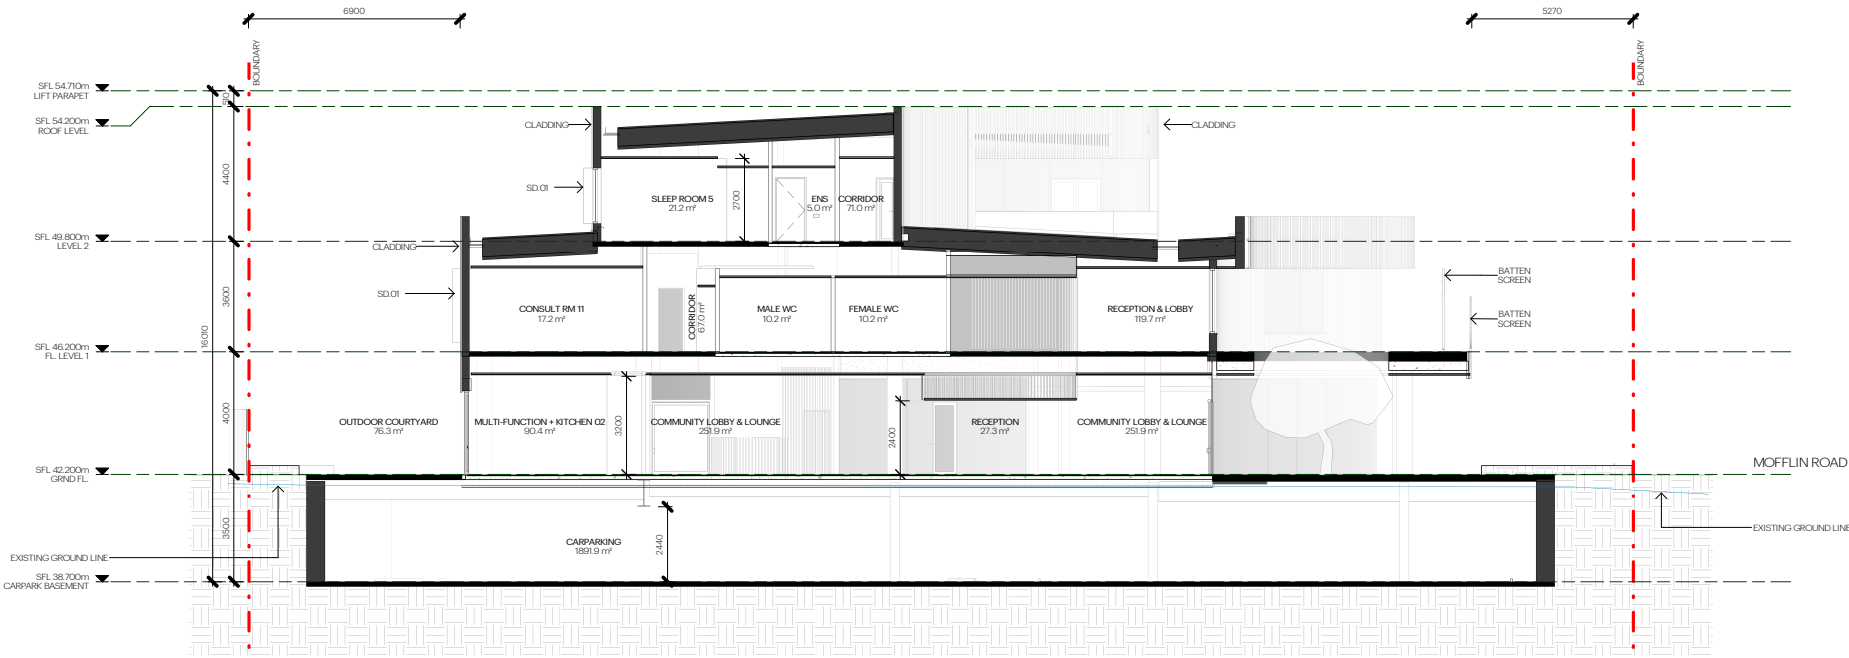 6900
5270
BOUNDARY
BOUNDARY
SFL 54.710m
LIFT PARAPET
510
SFL 54.200m
ROOF LEVEL
CLADDING
CLADDING
4400
SD.01
SLEEP ROOM 5
21.2 m²
2700
ENS
5.0 m²
CORRIDOR
71.0 m²
SFL 49.800m
LEVEL 2
CLADDING
SD.01
3600
16010
CONSULT RM 11
17.2 m²
CORRIDOR
67.0 m²
MALE WC
10.2 m²
FEMALE WC
10.2 m²
RECEPTION & LOBBY
119.7 m²
BATTEN
SCREEN
BATTEN
SCREEN
SFL 46.200m
FL. LEVEL 1
4000
OUTDOOR COURTYARD
76.3 m²
MULTI-FUNCTION + KITCHEN 02
90.4 m²
3200
COMMUNITY LOBBY & LOUNGE
251.9 m²
2400
RECEPTION
27.3 m²
COMMUNITY LOBBY & LOUNGE
251.9 m²
SFL 42.200m
GRND FL.
MOFFLIN ROAD
3500
EXISTING GROUND LINE
CARPARKING
1891.9 m²
2440
EXISTING GROUND LINE
SFL 38.700m
CARPARK BASEMENT